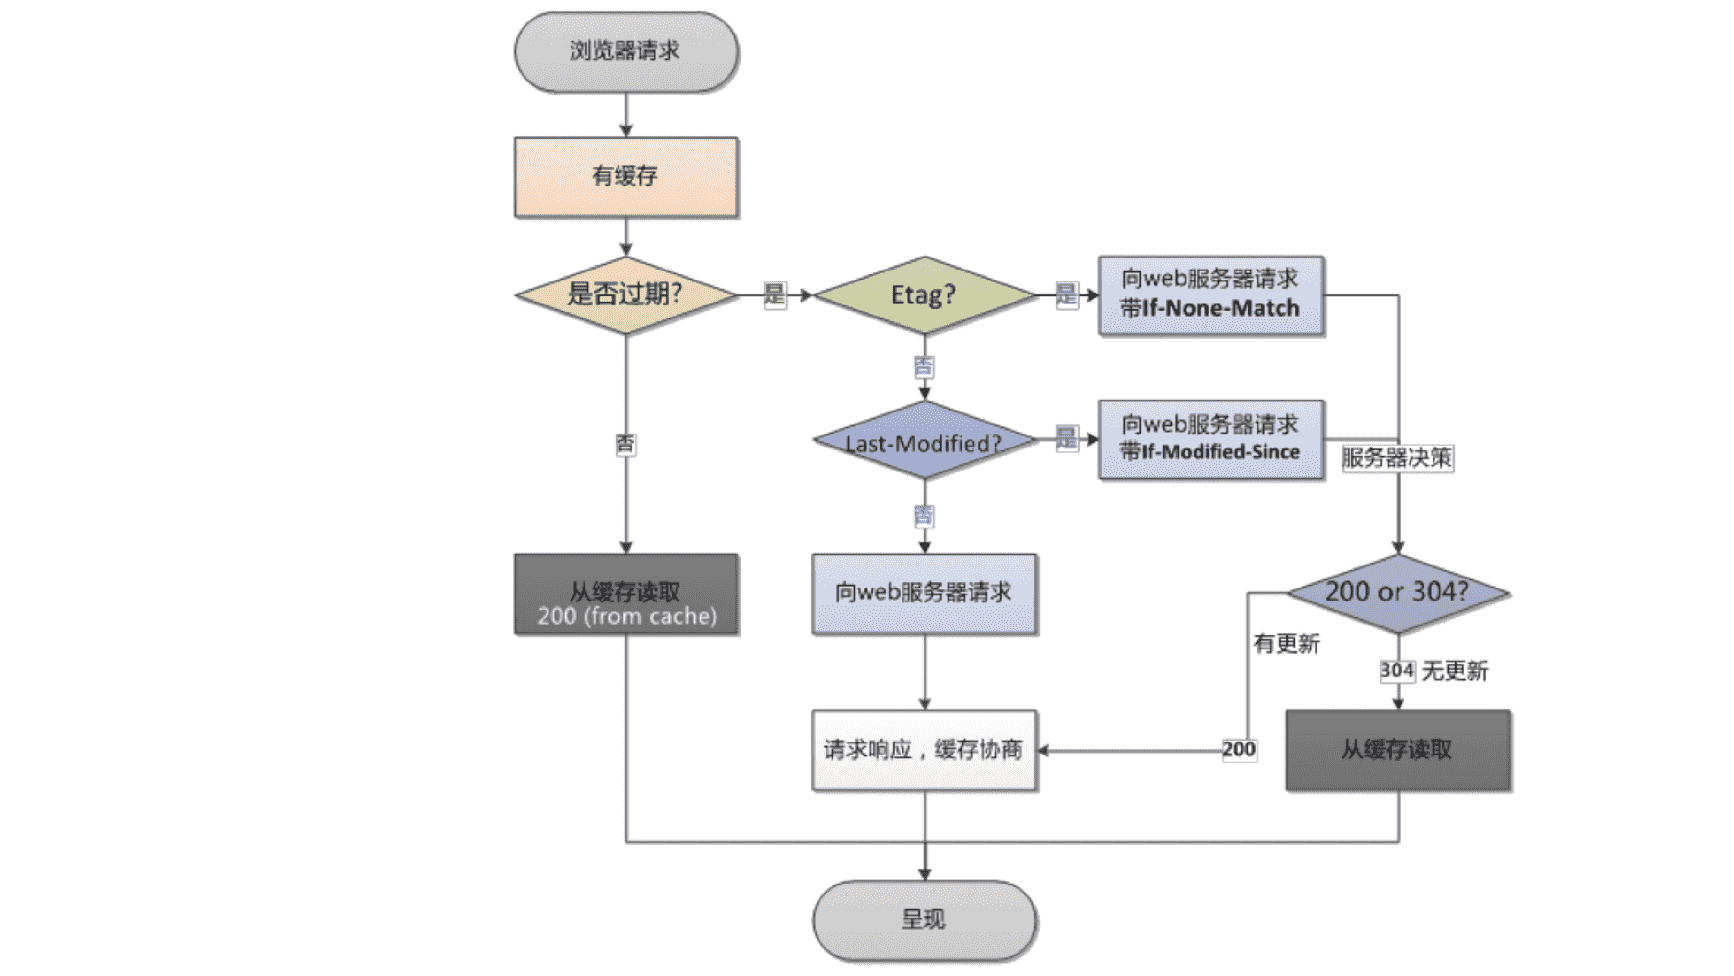 浏览器请求
有缓存
是否过期?
是
Etag?
是
向web服务器请求
带If-None-Match
否
Last-Modified?
是
向web服务器请求
带If-Modified-Since
服务器决策
否
否
从缓存读取
200 (from cache)
向web服务器请求
200 or 304?
有更新
304 无更新
请求响应，缓存协商
200
从缓存读取
呈现